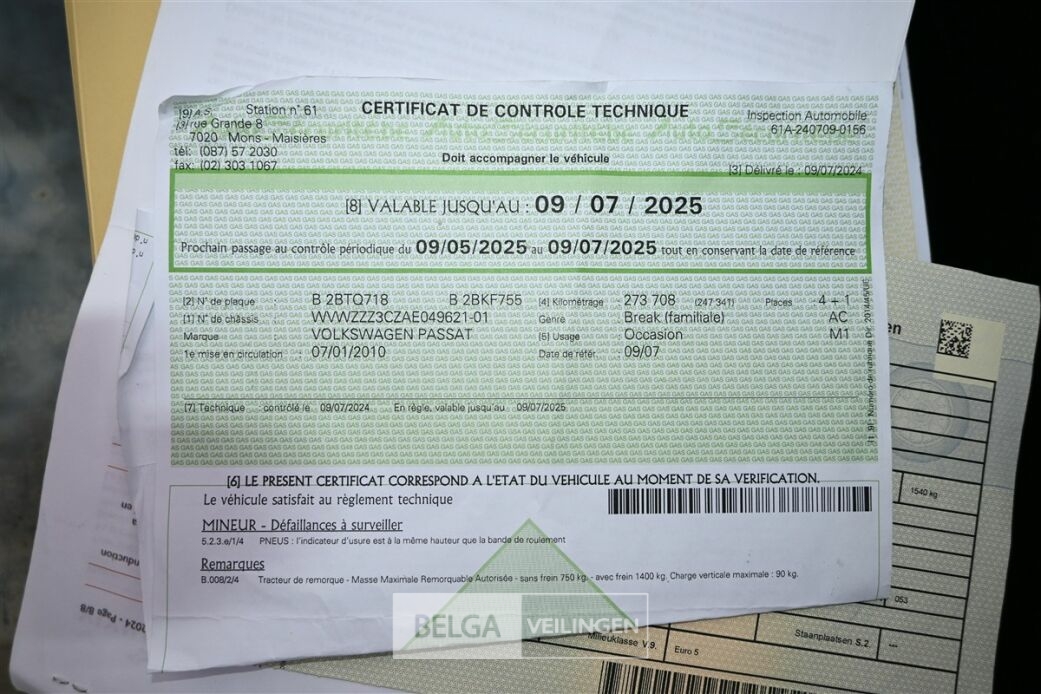 [9] A.S. Station n° 61
[3] rue Grande 8
7020 Mons - Maisières
tél: (087) 57 2030
fax: (02) 303 1067
CERTIFICAT DE CONTROLE TECHNIQUE
Doit accompagner le véhicule
Inspection Automobile
61A-240709-0156
[3] Délivré le : 09/07/2024
[8] VALABLE JUSQU'AU : 09 / 07 / 2025
Prochain passage au contrôle périodique du 09/05/2025 au 09/07/2025 tout en conservant la date de référence
[2] N° de plaque : B 2BTQ718 B 2BKF755 [4] Kilométrage 273 708 (247 341) Places 4 + 1
[1] N° de châssis : WVWZZZ3CZAE049621-01 Genre Break (familiale) AC
Marque : VOLKSWAGEN PASSAT [5] Usage Occasion M1
1e mise en circulation : 07/01/2010 Date de référ. 09/07
[7] Technique contrôlé le 09/07/2024 En règle, valable jusqu'au 09/07/2025
[6] LE PRESENT CERTIFICAT CORRESPOND A L'ETAT DU VEHICULE AU MOMENT DE SA VERIFICATION.
Le véhicule satisfait au règlement technique
MINEUR - Défaillances à surveiller
5.2.3.e/1/4 PNEUS : l'indicateur d'usure est à la même hauteur que la bande de roulement
Remarques
B.008/2/4 Tracteur de remorque - Masse Maximale Remorquable Autorisée - sans frein 750 kg. - avec frein 1400 kg. Charge verticale maximale : 90 kg.
BELGA VEILINGEN
en
1540 kg
053
Milieuklasse V.9. Euro 5
Staanplaatsen S.2. ---
p.u
p.u
en
a
induction
2024 - Page 8/8